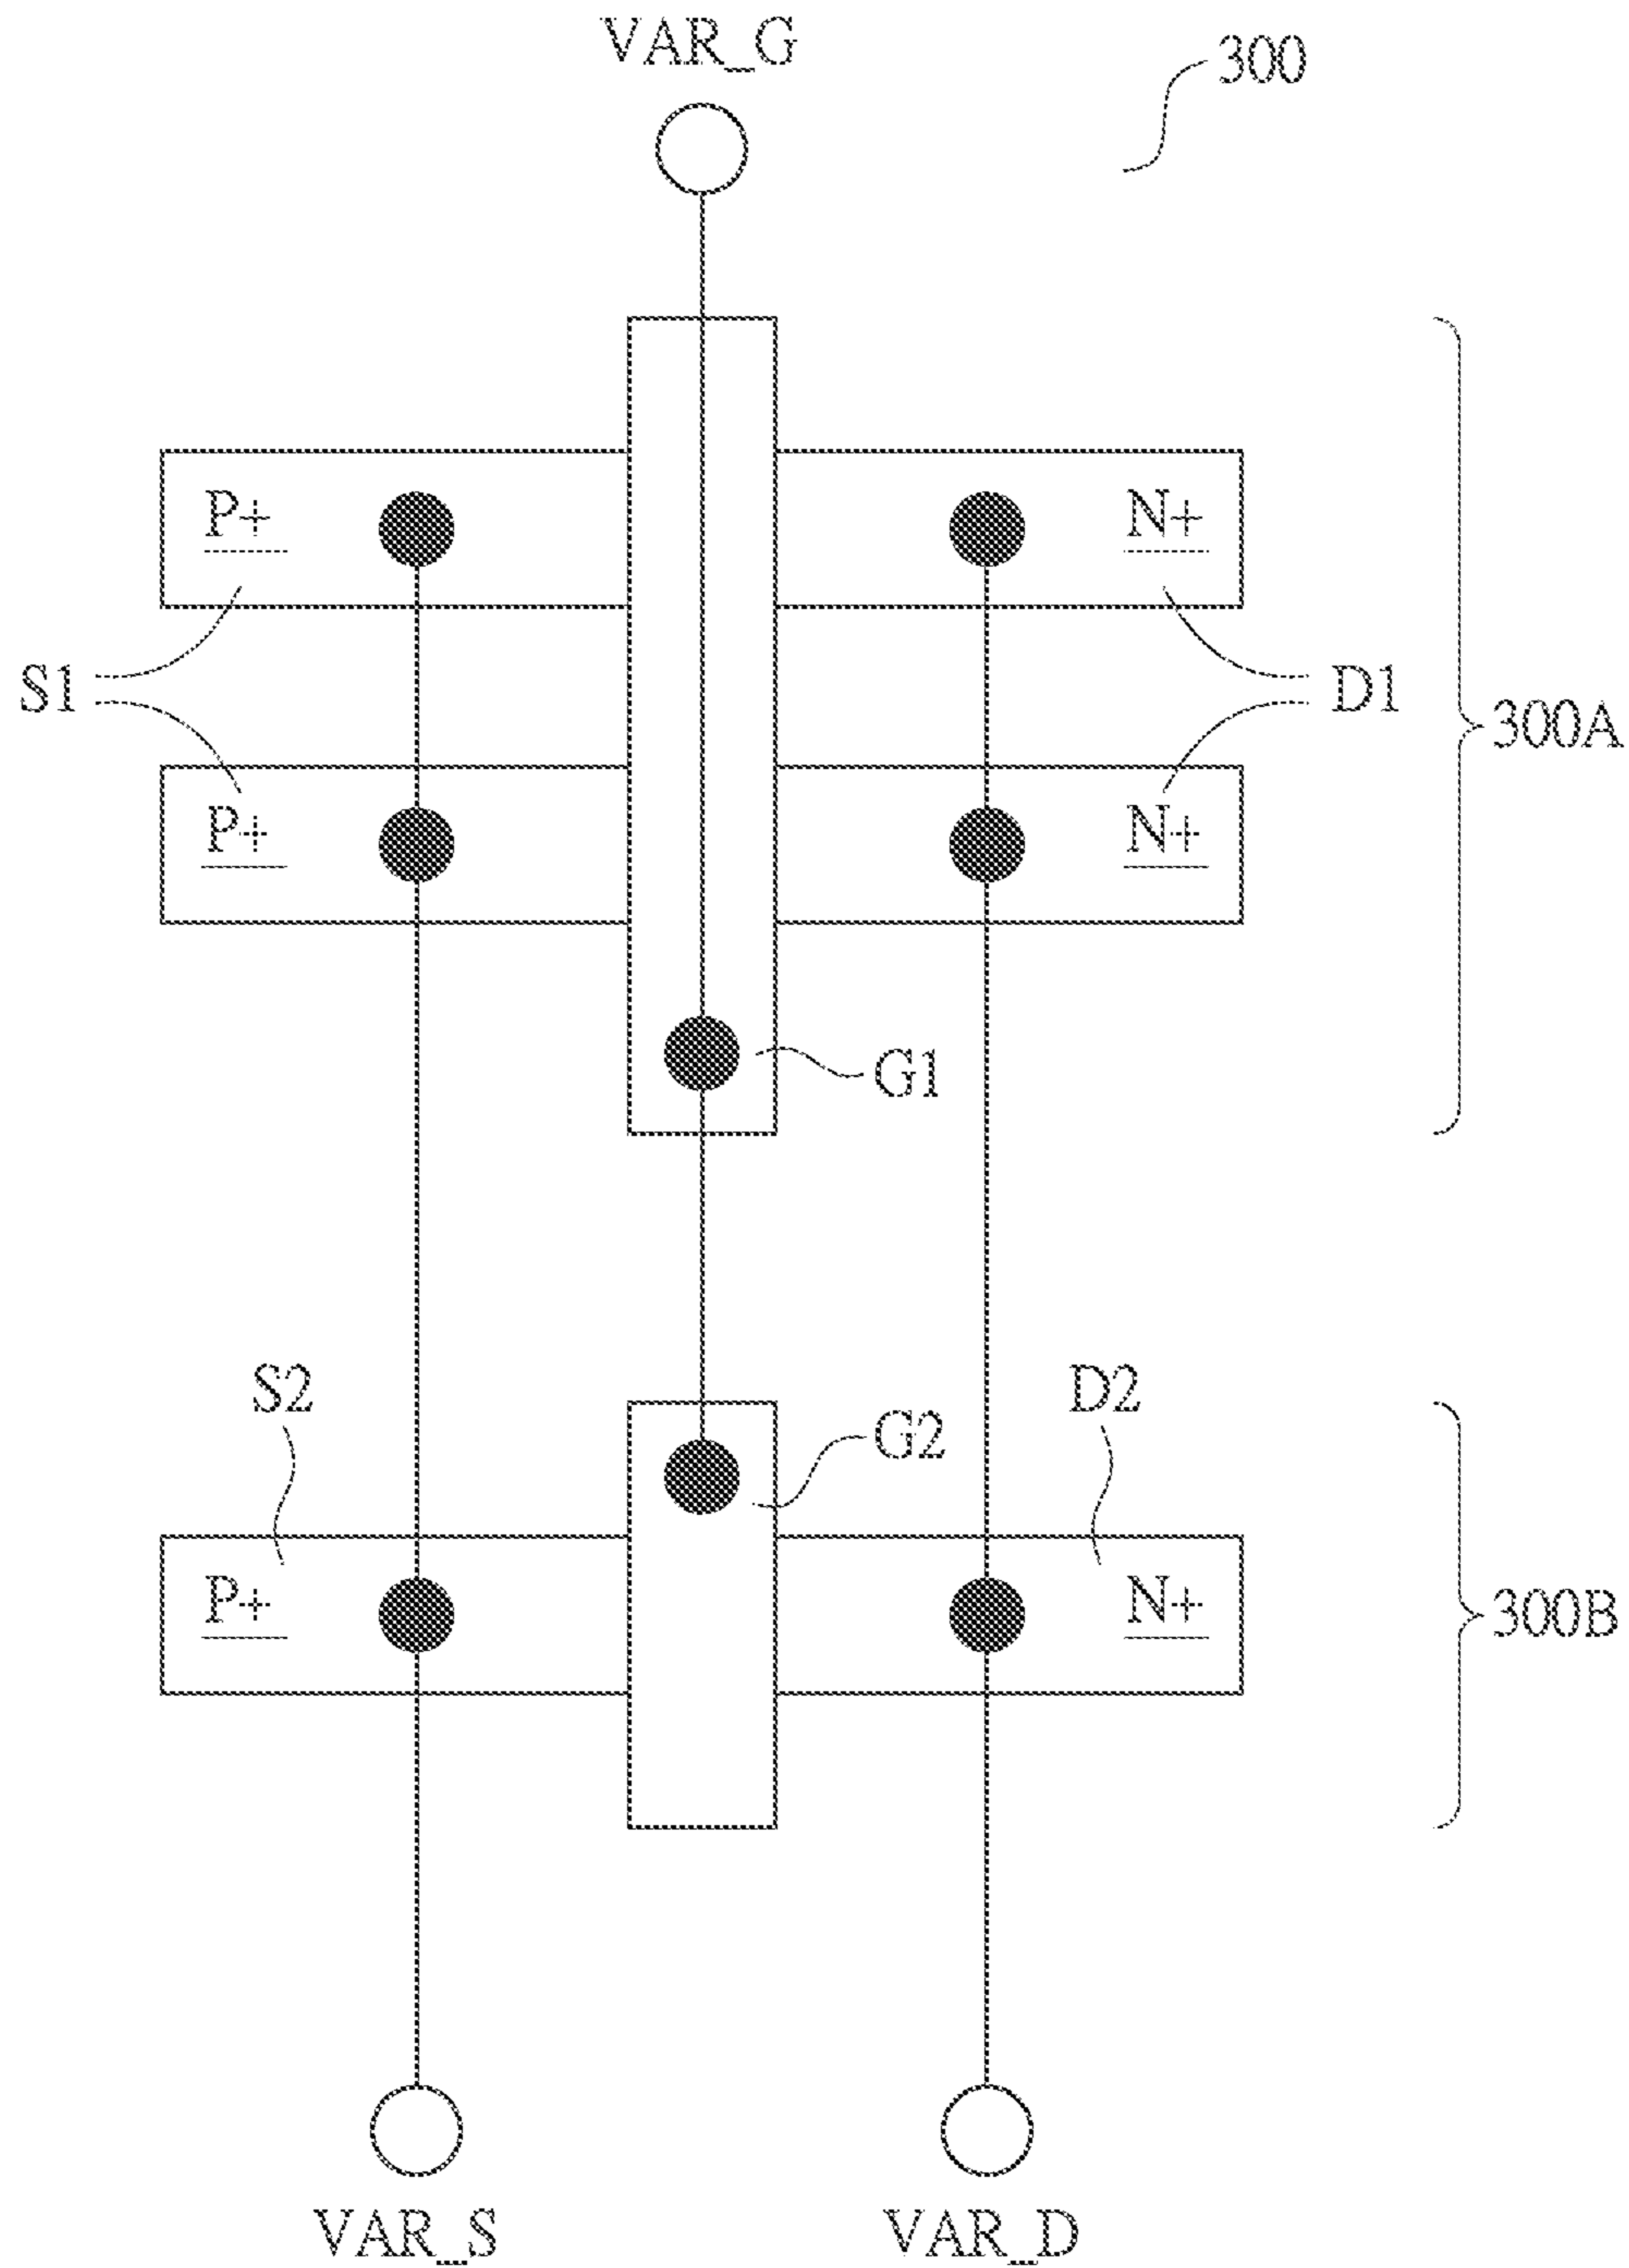 VAR_G
300
P+
N+
S1
D1
300A
P+
N+
G1
S2
D2
G2
300B
P+
N+
VAR_S
VAR_D